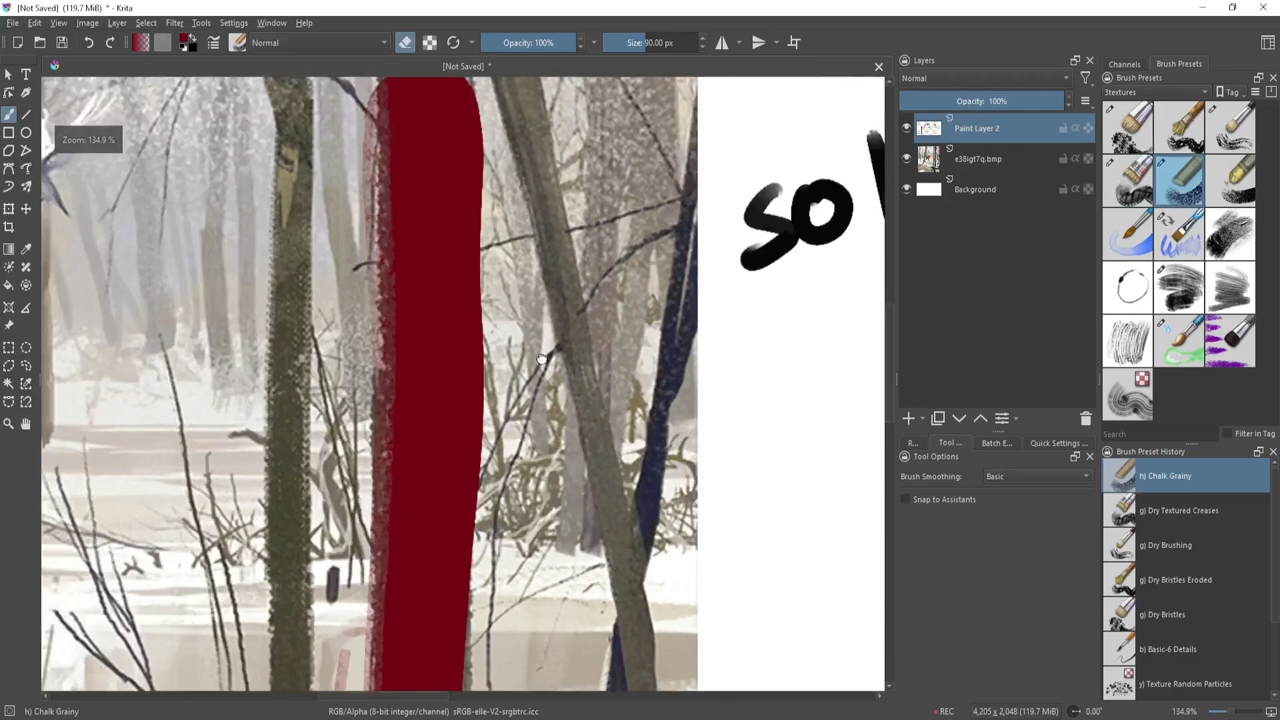 [Not Saved] (119.7 MiB) * - Krita
File Edit View Image Layer Select Filter Tools Settings Window Help
Normal Opacity: 100% Size: 90.00 px
[Not Saved] *
Zoom: 134.9 %
so
Layers
Normal
Opacity: 100%
Paint Layer 2
e38igt7q.bmp
Background
R... Tool ... Batch E... Quick Settings ...
Tool Options
Brush Smoothing: Basic
Snap to Assistants
Channels Brush Presets
Brush Presets
3textures Tag
Search Filter in Tag
Brush Preset History
h) Chalk Grainy
g) Dry Textured Creases
g) Dry Brushing
g) Dry Bristles Eroded
g) Dry Bristles
b) Basic-6 Details
y) Texture Random Particles
h) Chalk Grainy RGB/Alpha (8-bit integer/channel) sRGB-elle-V2-srgbtrc.icc REC 4,205 x 2,048 (119.7 MiB) 0.00° 134.9%